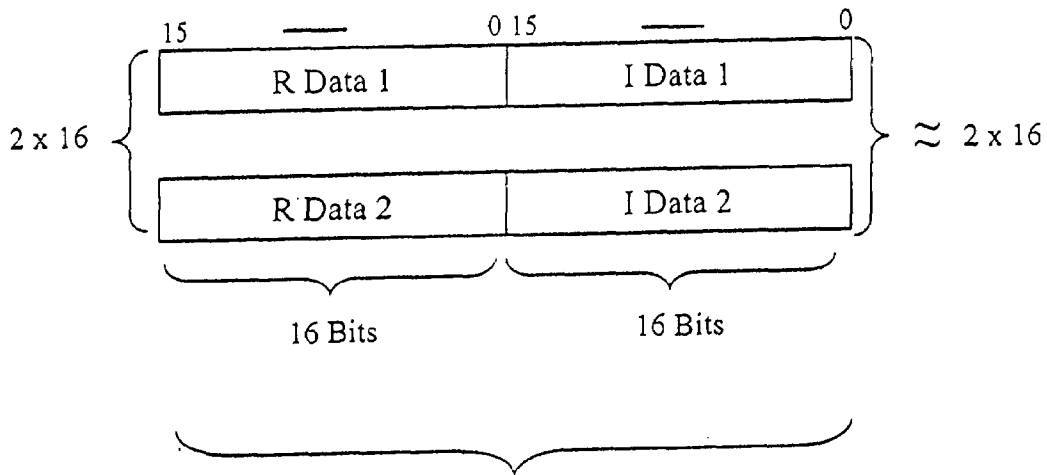 15 — 0 15 — 0
R Data 1 I Data 1
2 x 16 ≈ 2 x 16
R Data 2 I Data 2
16 Bits 16 Bits